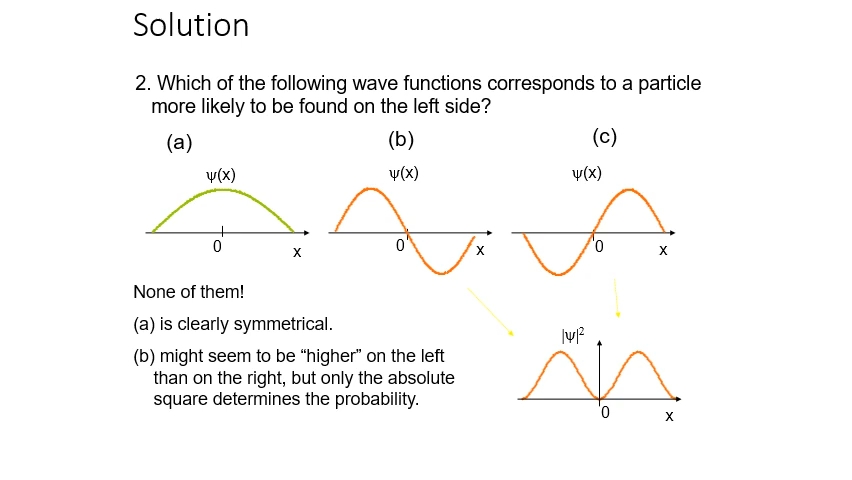 Solution
2. Which of the following wave functions corresponds to a particle
more likely to be found on the left side?
(a)
(b)
(c)
ψ(x)
ψ(x)
ψ(x)
0
x
0
x
0
x
None of them!
(a) is clearly symmetrical.
(b) might seem to be “higher” on the left
than on the right, but only the absolute
square determines the probability.
|ψ|²
0
x